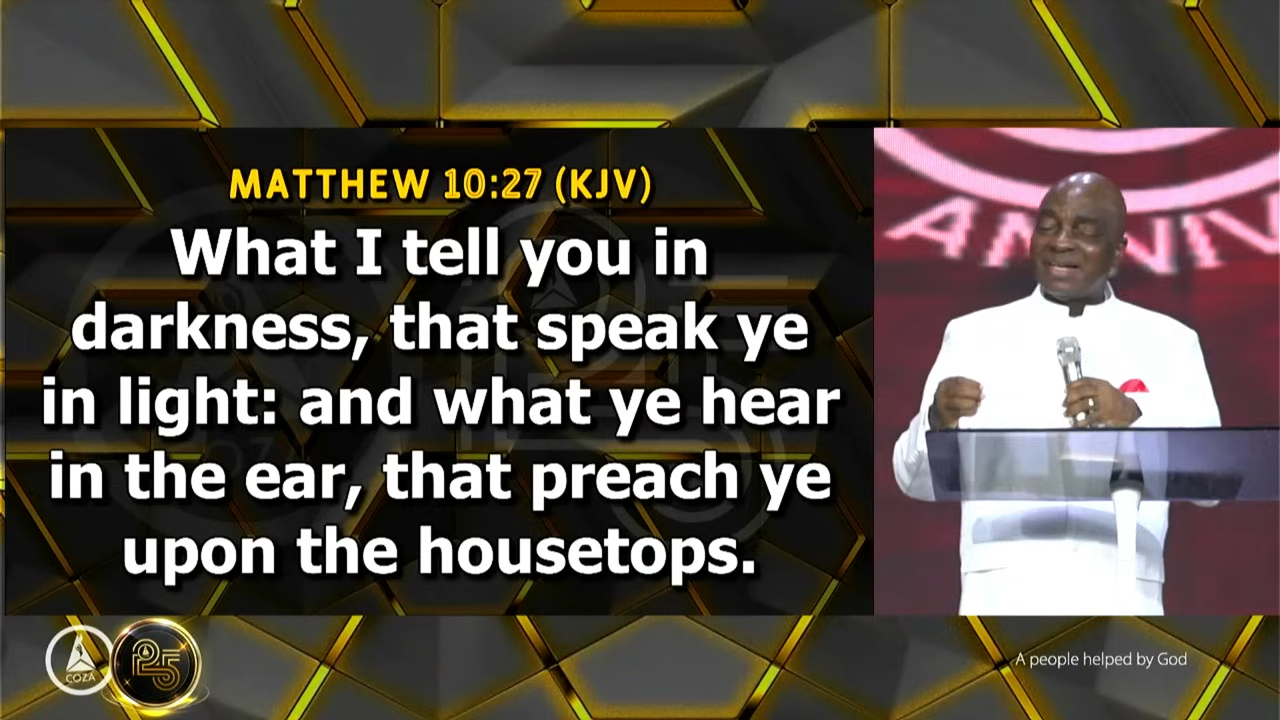 MATTHEW 10:27 (KJV)
What I tell you in
darkness, that speak ye
in light: and what ye hear
in the ear, that preach ye
upon the housetops.
ANNIV
COZA
25
A people helped by God